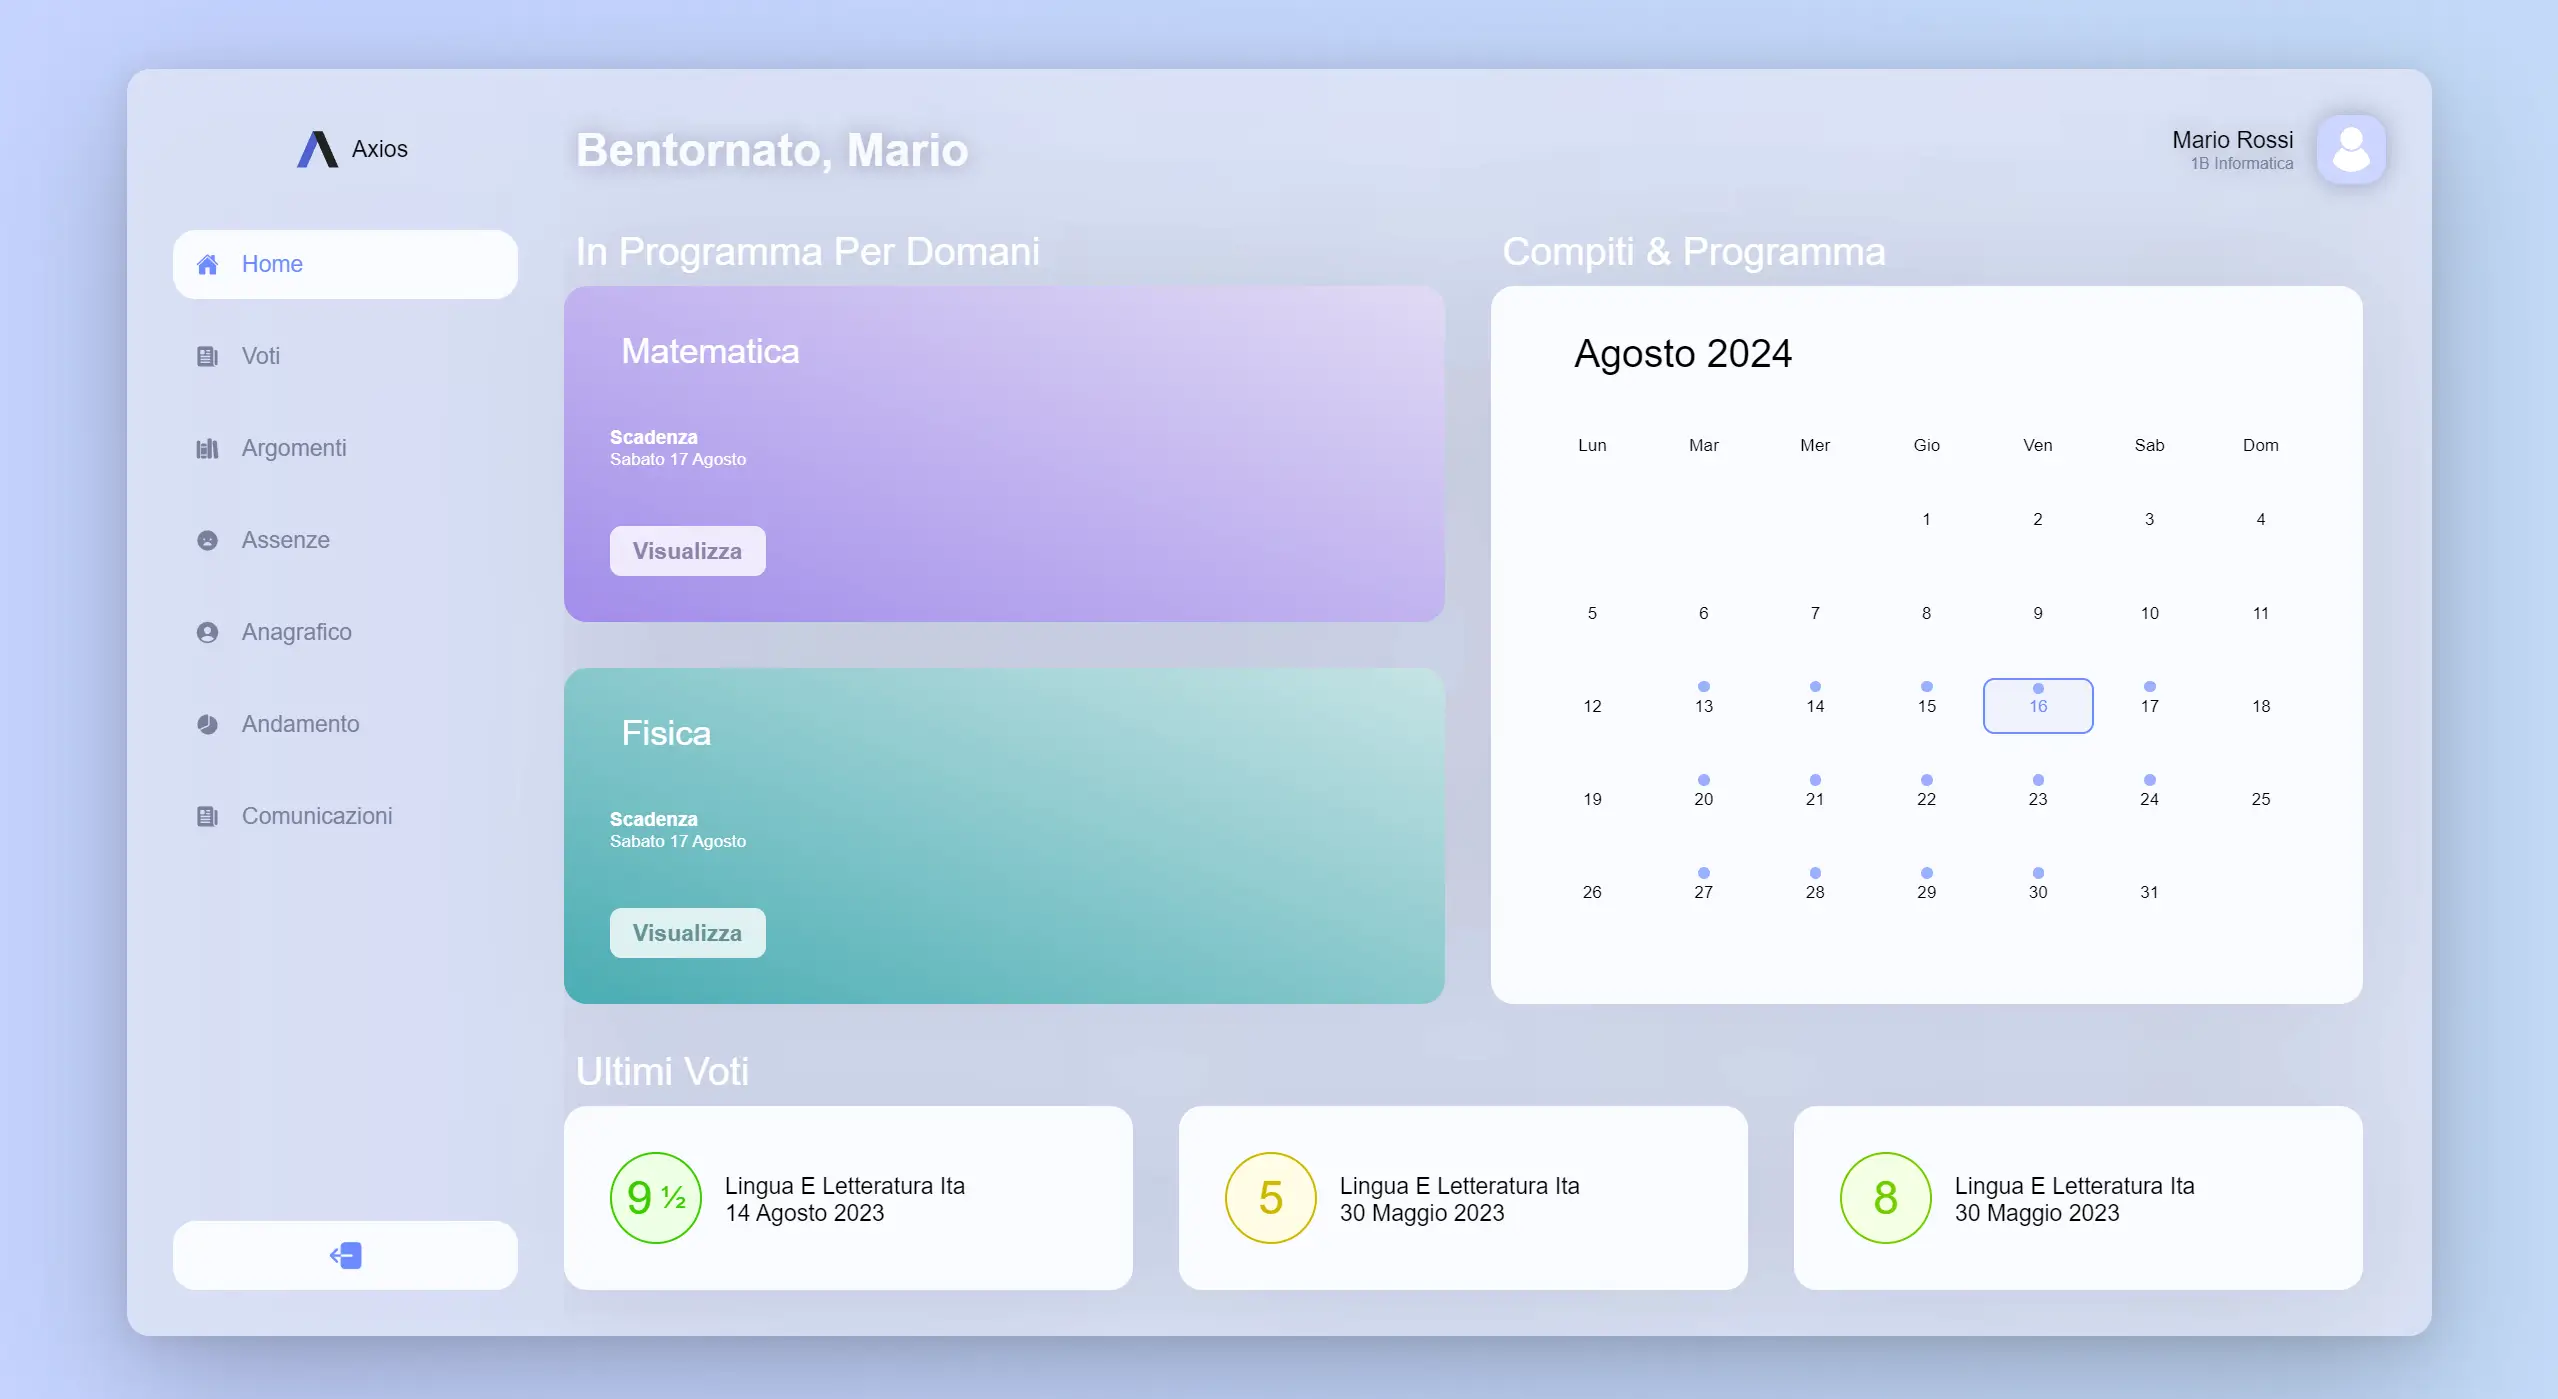 Axios
Bentornato, Mario
Mario Rossi
1B Informatica
Home
Voti
Argomenti
Assenze
Anagrafico
Andamento
Comunicazioni
In Programma Per Domani
Matematica
Scadenza
Sabato 17 Agosto
Visualizza
Fisica
Scadenza
Sabato 17 Agosto
Visualizza
Compiti & Programma
Agosto 2024
Lun Mar Mer Gio Ven Sab Dom
1 2 3 4
5 6 7 8 9 10 11
12 13 14 15 16 17 18
19 20 21 22 23 24 25
26 27 28 29 30 31
Ultimi Voti
9 ½
Lingua E Letteratura Ita
14 Agosto 2023
5
Lingua E Letteratura Ita
30 Maggio 2023
8
Lingua E Letteratura Ita
30 Maggio 2023